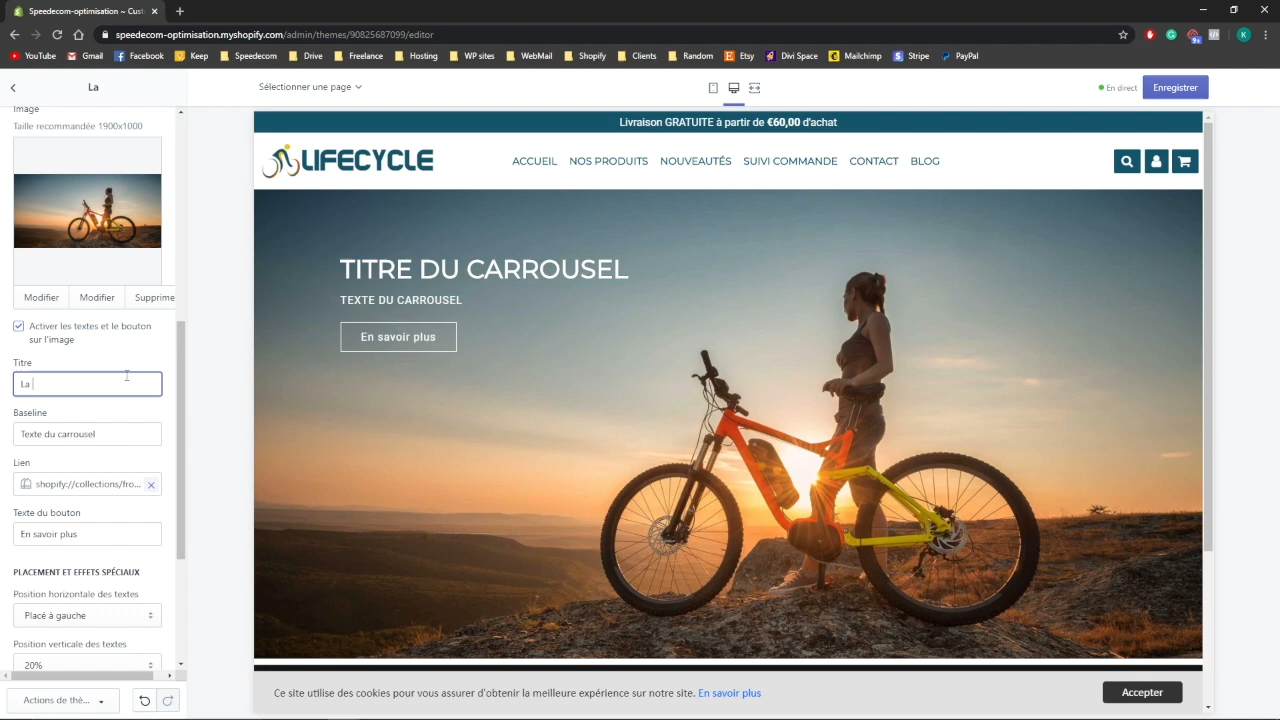 Speedecom-optimisation ~ Cust
speedecom-optimisation.myshopify.com/admin/themes/90825687099/editor
YouTube Gmail Facebook Keep Speedecom Drive Freelance Hosting WP sites WebMail Shopify Clients Random Etsy Divi Space Mailchimp Stripe PayPal
La
Sélectionner une page
En direct
Enregistrer
Image
Taille recommandée 1900x1000
Modifier
Modifier
Supprime
Activer les textes et le bouton
sur l'image
Titre
La
Baseline
Texte du carrousel
Lien
shopify://collections/fro...
Texte du bouton
En savoir plus
PLACEMENT ET EFFETS SPÉCIAUX
Position horizontale des textes
Placé à gauche
Position verticale des textes
20%
Actions de thé...
Livraison GRATUITE à partir de €60,00 d'achat
LIFECYCLE
ACCUEIL NOS PRODUITS NOUVEAUTÉS SUIVI COMMANDE CONTACT BLOG
TITRE DU CARROUSEL
TEXTE DU CARROUSEL
En savoir plus
Ce site utilise des cookies pour vous assurer d'obtenir la meilleure expérience sur notre site. En savoir plus
Accepter